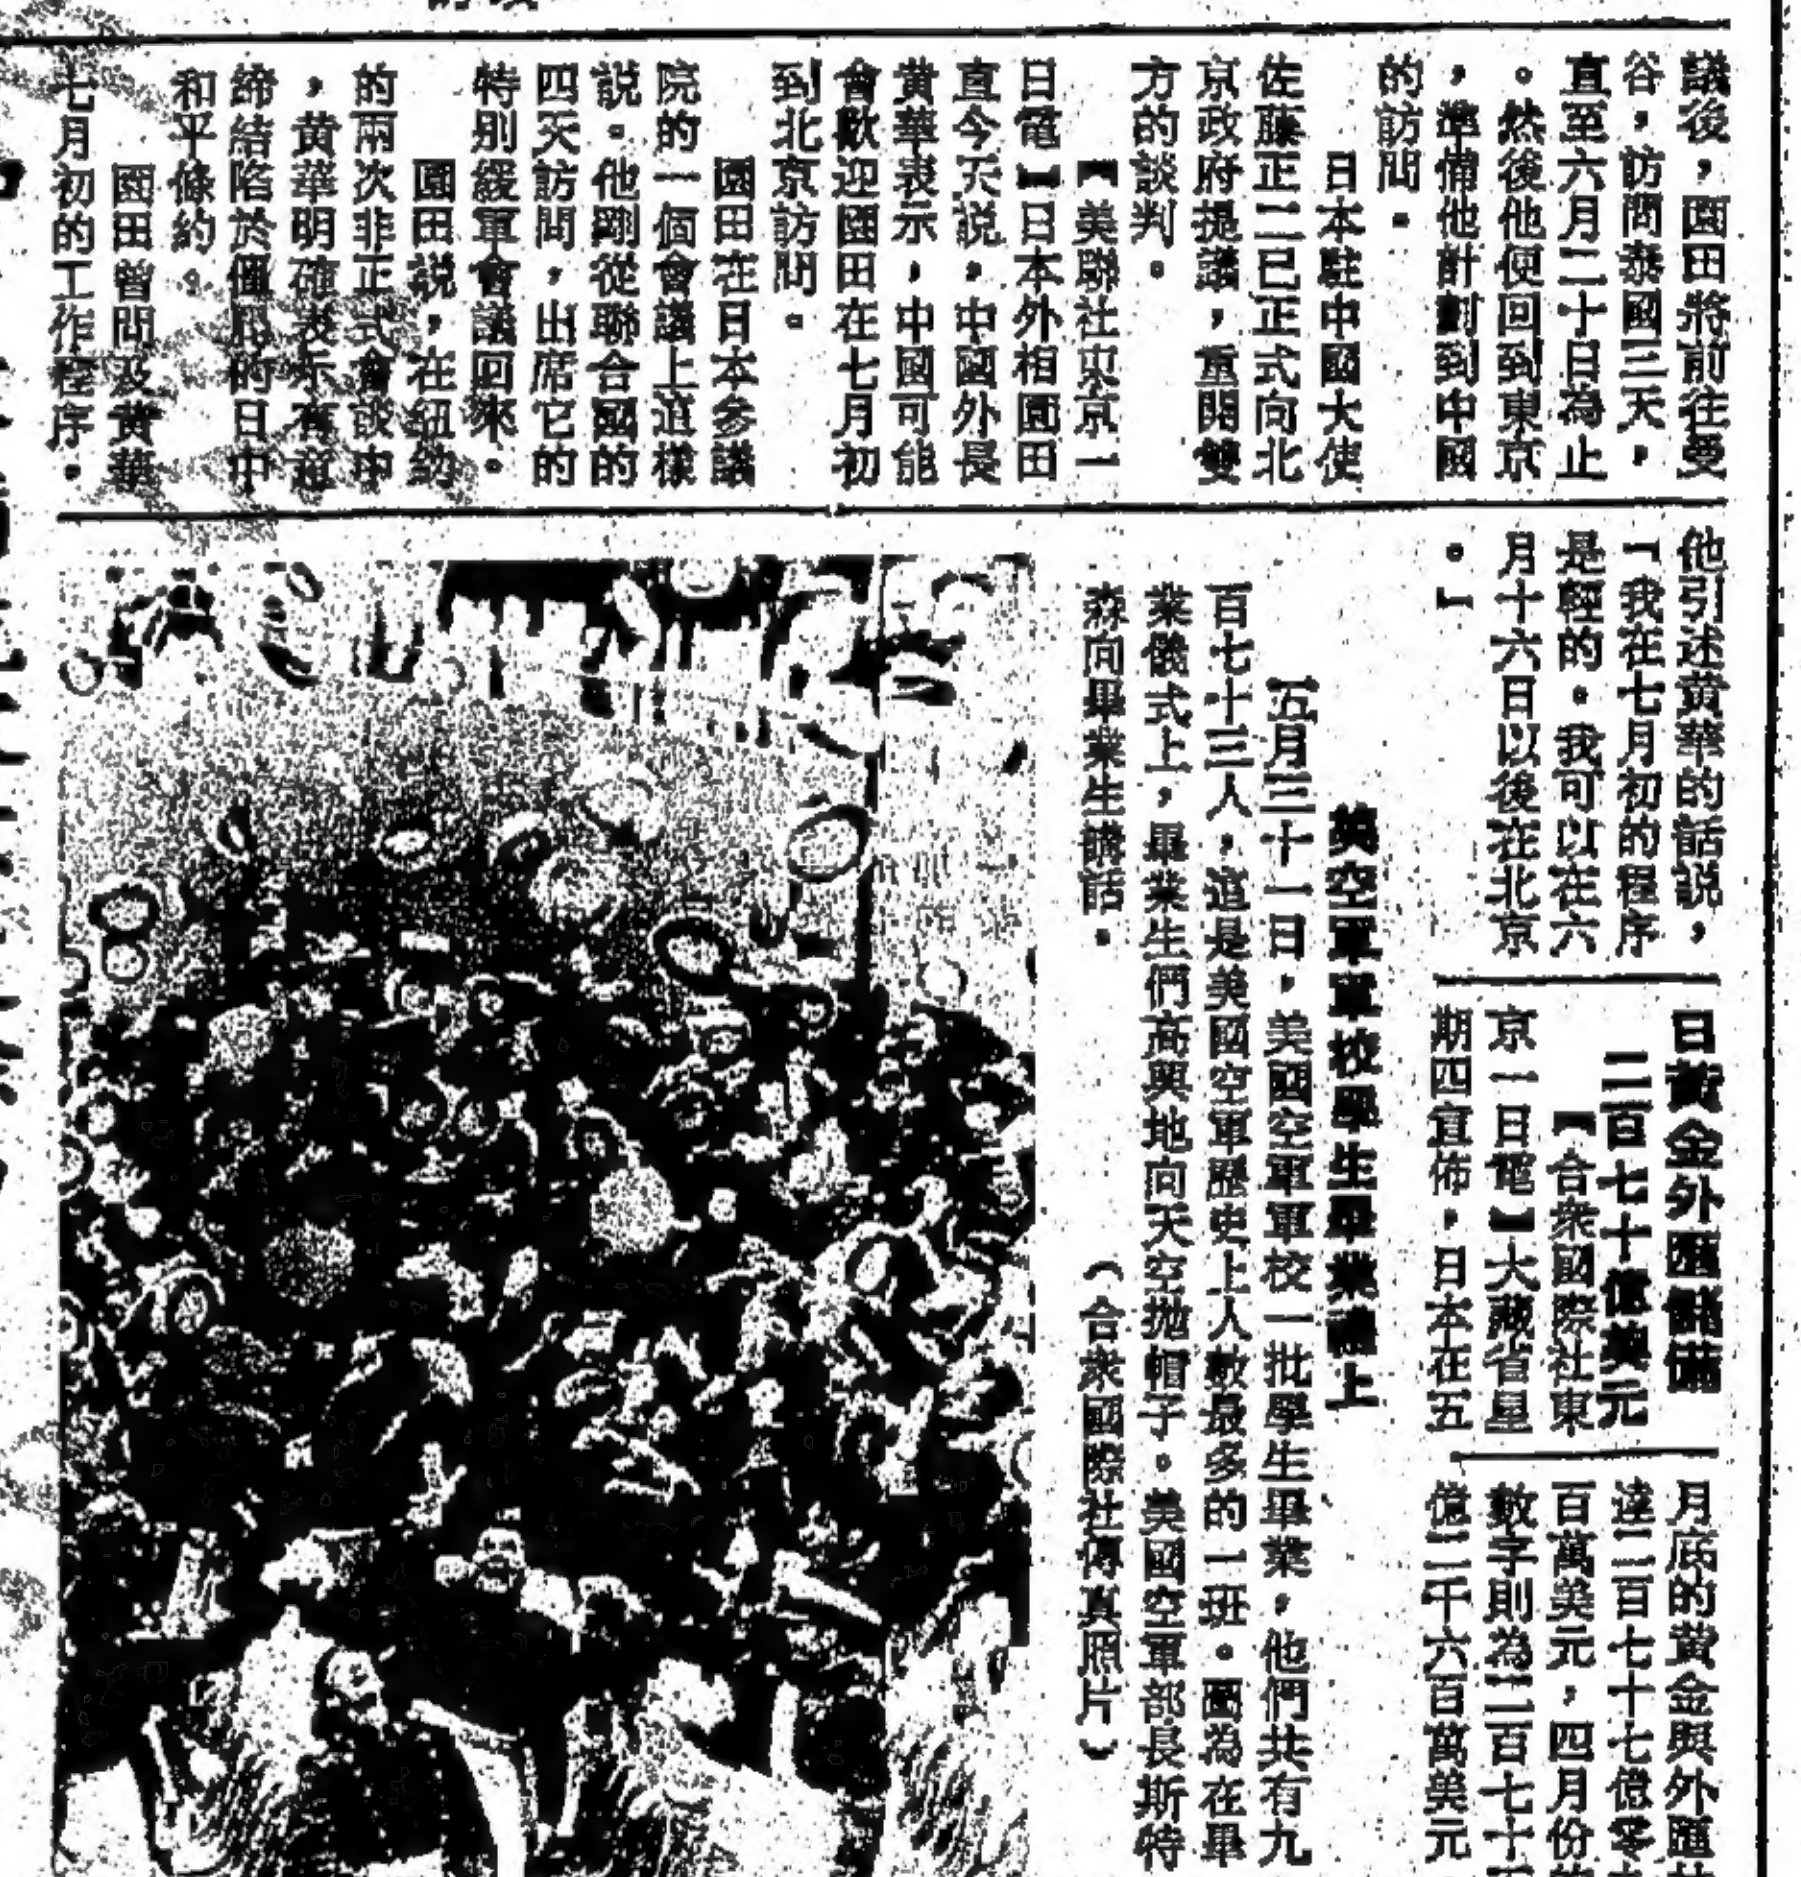 議後，園田將前往曼
谷，訪問泰國三天，
直至六月二十日為止
。然後他便回到東京
，準備他計劃到中國
的訪問。
日本駐中國大使
佐藤正二已正式向北
京政府提議，重開雙
方的談判。
【美聯社東京一
日電】日本外相園田
直今天說，中國外長
黄華表示，中國可能
會歡迎園田在七月初
到北京訪問。
園田在日本參議
院的一個會議上這樣
說。他剛從聯合國的
四天訪問，出席它的
特別緩軍會議回來。
園田說，在紐約
的兩次非正式會談中
，黄華明確表示有意
締結陷於僵局的日中
和平條約。
園田曾問及黄華
七月初的工作程序。
他引述黄華的話說，
「我在七月初的程序
是輕的。我可以在六
月十六日以後在北京
。」
日黃金外匯儲備
二百七十億美元
【合衆國際社東
京一日電】大藏省星
期四宣佈，日本在五
月底的黃金與外匯
達二百七十七億零
百萬美元，四月份
數字則為二百七十
億二千六百萬美元
美空軍軍校學生畢業禮上
五月三十一日，美國空軍軍校一批學生畢業，他們共有九
百七十三人，這是美國空軍歷史上人數最多的一班。圖為在畢
業儀式上，畢業生們高興地向天空拋帽子。美國空軍部長斯特
森向畢業生講話。
（合衆國際社傳真照片）